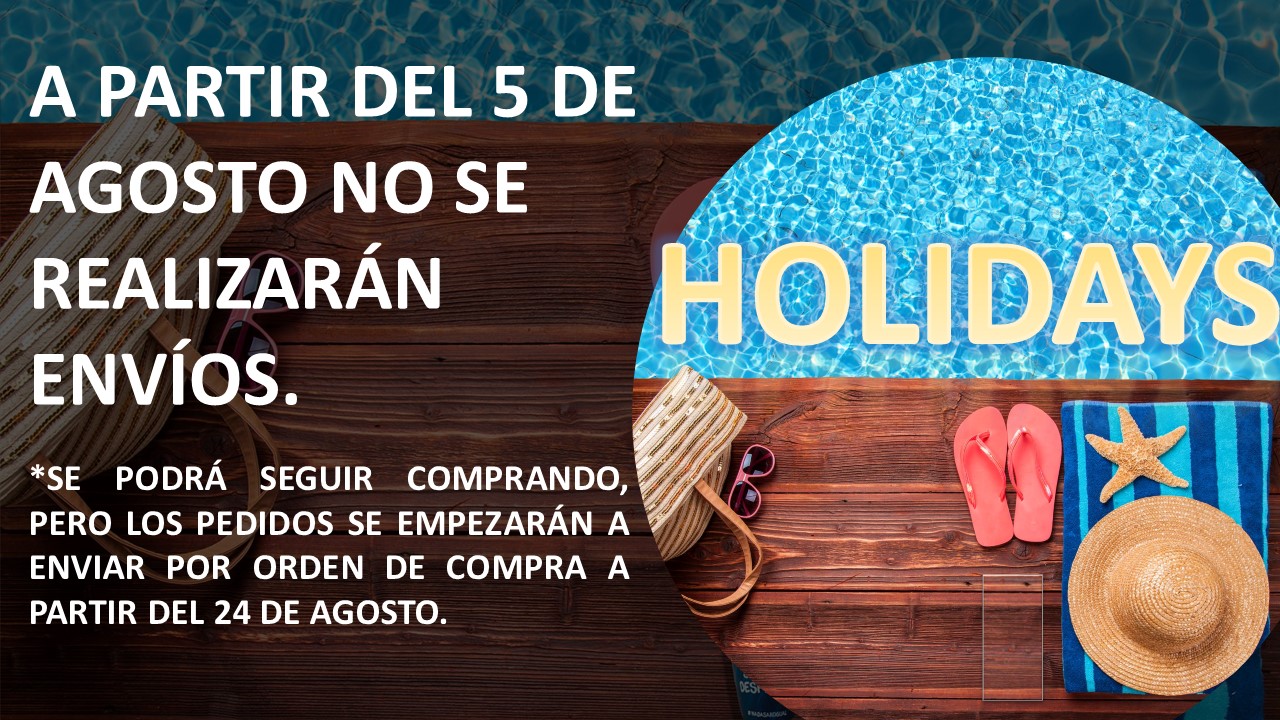 A PARTIR DEL 5 DE
AGOSTO NO SE
REALIZARÁN
ENVÍOS.
*SE PODRÁ SEGUIR COMPRANDO,
PERO LOS PEDIDOS SE EMPEZARÁN A
ENVIAR POR ORDEN DE COMPRA A
PARTIR DEL 24 DE AGOSTO.
HOLIDAYS